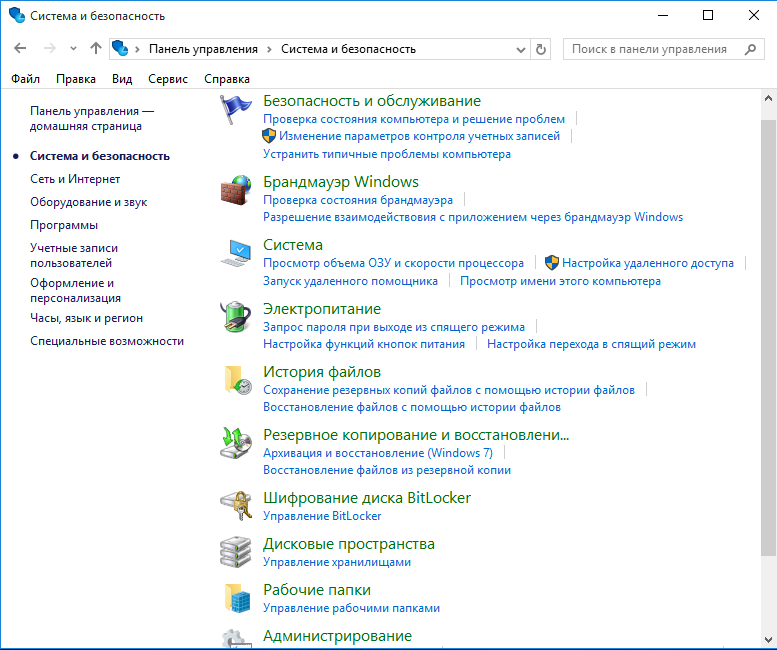 Система и безопасность
Панель управления > Система и безопасность
Поиск в панели управления
Файл Правка Вид Сервис Справка
Панель управления —
домашняя страница
Система и безопасность
Сеть и Интернет
Оборудование и звук
Программы
Учетные записи
пользователей
Оформление и
персонализация
Часы, язык и регион
Специальные возможности
Безопасность и обслуживание
Проверка состояния компьютера и решение проблем
Изменение параметров контроля учетных записей
Устранить типичные проблемы компьютера
Брандмауэр Windows
Проверка состояния брандмауэра
Разрешение взаимодействия с приложением через брандмауэр Windows
Система
Просмотр объема ОЗУ и скорости процессора Настройка удаленного доступа
Запуск удаленного помощника Просмотр имени этого компьютера
Электропитание
Запрос пароля при выходе из спящего режима
Настройка функций кнопок питания Настройка перехода в спящий режим
История файлов
Сохранение резервных копий файлов с помощью истории файлов
Восстановление файлов с помощью истории файлов
Резервное копирование и восстановлени...
Архивация и восстановление (Windows 7)
Восстановление файлов из резервной копии
Шифрование диска BitLocker
Управление BitLocker
Дисковые пространства
Управление хранилищами
Рабочие папки
Управление рабочими папками
Администрирование